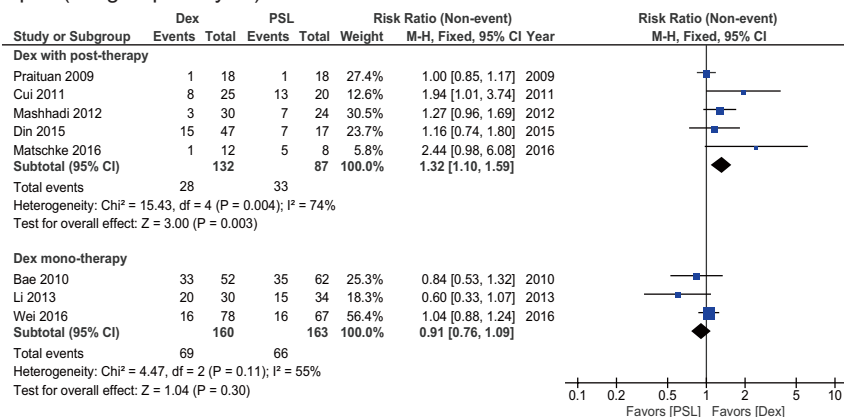 Dex PSL Risk Ratio (Non-event) Risk Ratio (Non-event)
Study or Subgroup Events Total Events Total Weight M-H, Fixed, 95% CI Year M-H, Fixed, 95% CI
Dex with post-therapy
Praituan 2009 1 18 1 18 27.4% 1.00 [0.85, 1.17] 2009
Cui 2011 8 25 13 20 12.6% 1.94 [1.01, 3.74] 2011
Mashhadi 2012 3 30 7 24 30.5% 1.27 [0.96, 1.69] 2012
Din 2015 15 47 7 17 23.7% 1.16 [0.74, 1.80] 2015
Matschke 2016 1 12 5 8 5.8% 2.44 [0.98, 6.08] 2016
Subtotal (95% CI) 132 87 100.0% 1.32 [1.10, 1.59]
Total events 28 33
Heterogeneity: Chi² = 15.43, df = 4 (P = 0.004); I² = 74%
Test for overall effect: Z = 3.00 (P = 0.003)
Dex mono-therapy
Bae 2010 33 52 35 62 25.3% 0.84 [0.53, 1.32] 2010
Li 2013 20 30 15 34 18.3% 0.60 [0.33, 1.07] 2013
Wei 2016 16 78 16 67 56.4% 1.04 [0.88, 1.24] 2016
Subtotal (95% CI) 160 163 100.0% 0.91 [0.76, 1.09]
Total events 69 66
Heterogeneity: Chi² = 4.47, df = 2 (P = 0.11); I² = 55%
Test for overall effect: Z = 1.04 (P = 0.30)
0.1 0.2 0.5 1 2 5 10
Favors [PSL] Favors [Dex]